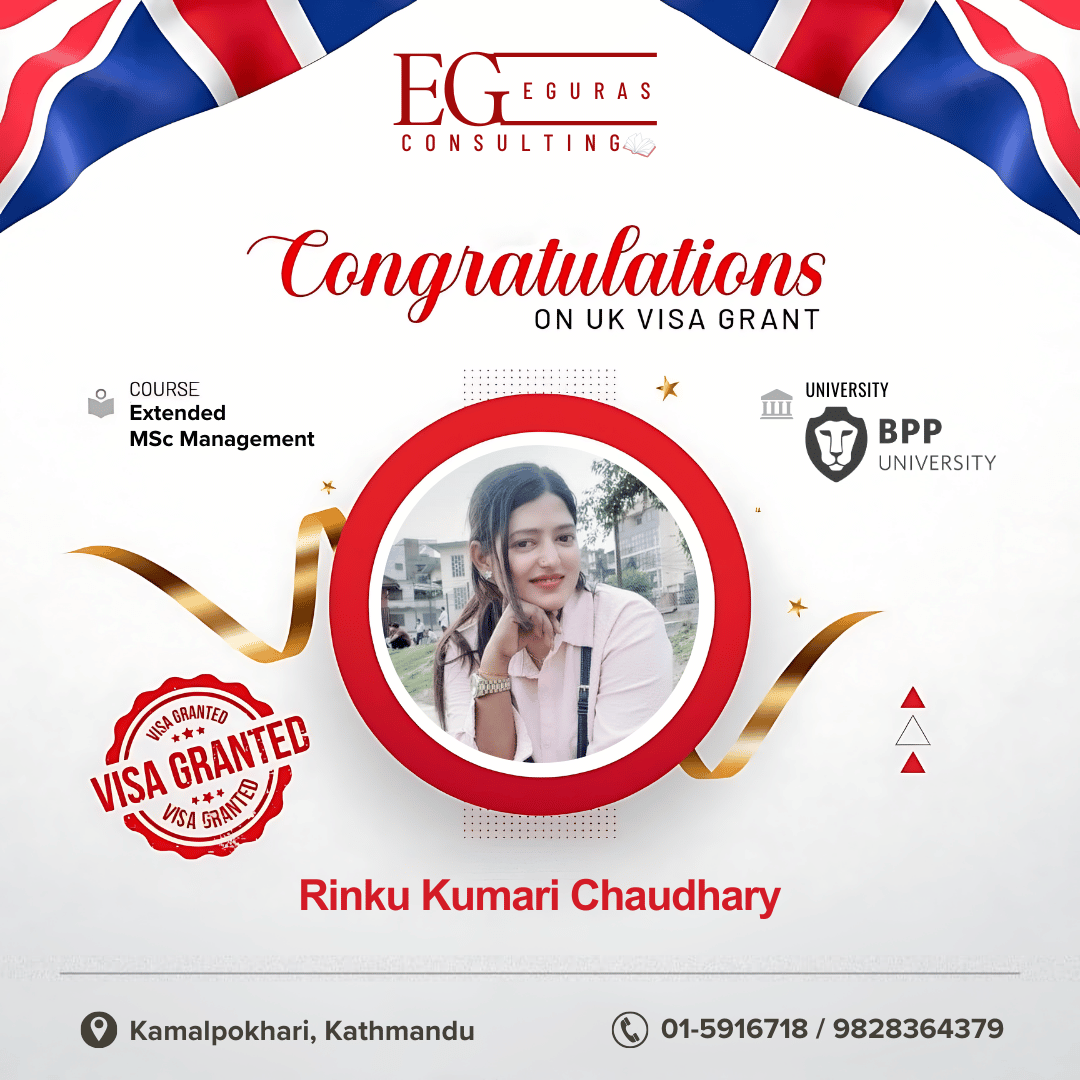 EG EGURAS
CONSULTING
Congratulations
ON UK VISA GRANT
COURSE
Extended
MSc Management
UNIVERSITY
BPP
UNIVERSITY
VISA GRANTED
VISA GRANTED
VISA GRANTED
Rinku Kumari Chaudhary
Kamalpokhari, Kathmandu
01-5916718 / 9828364379